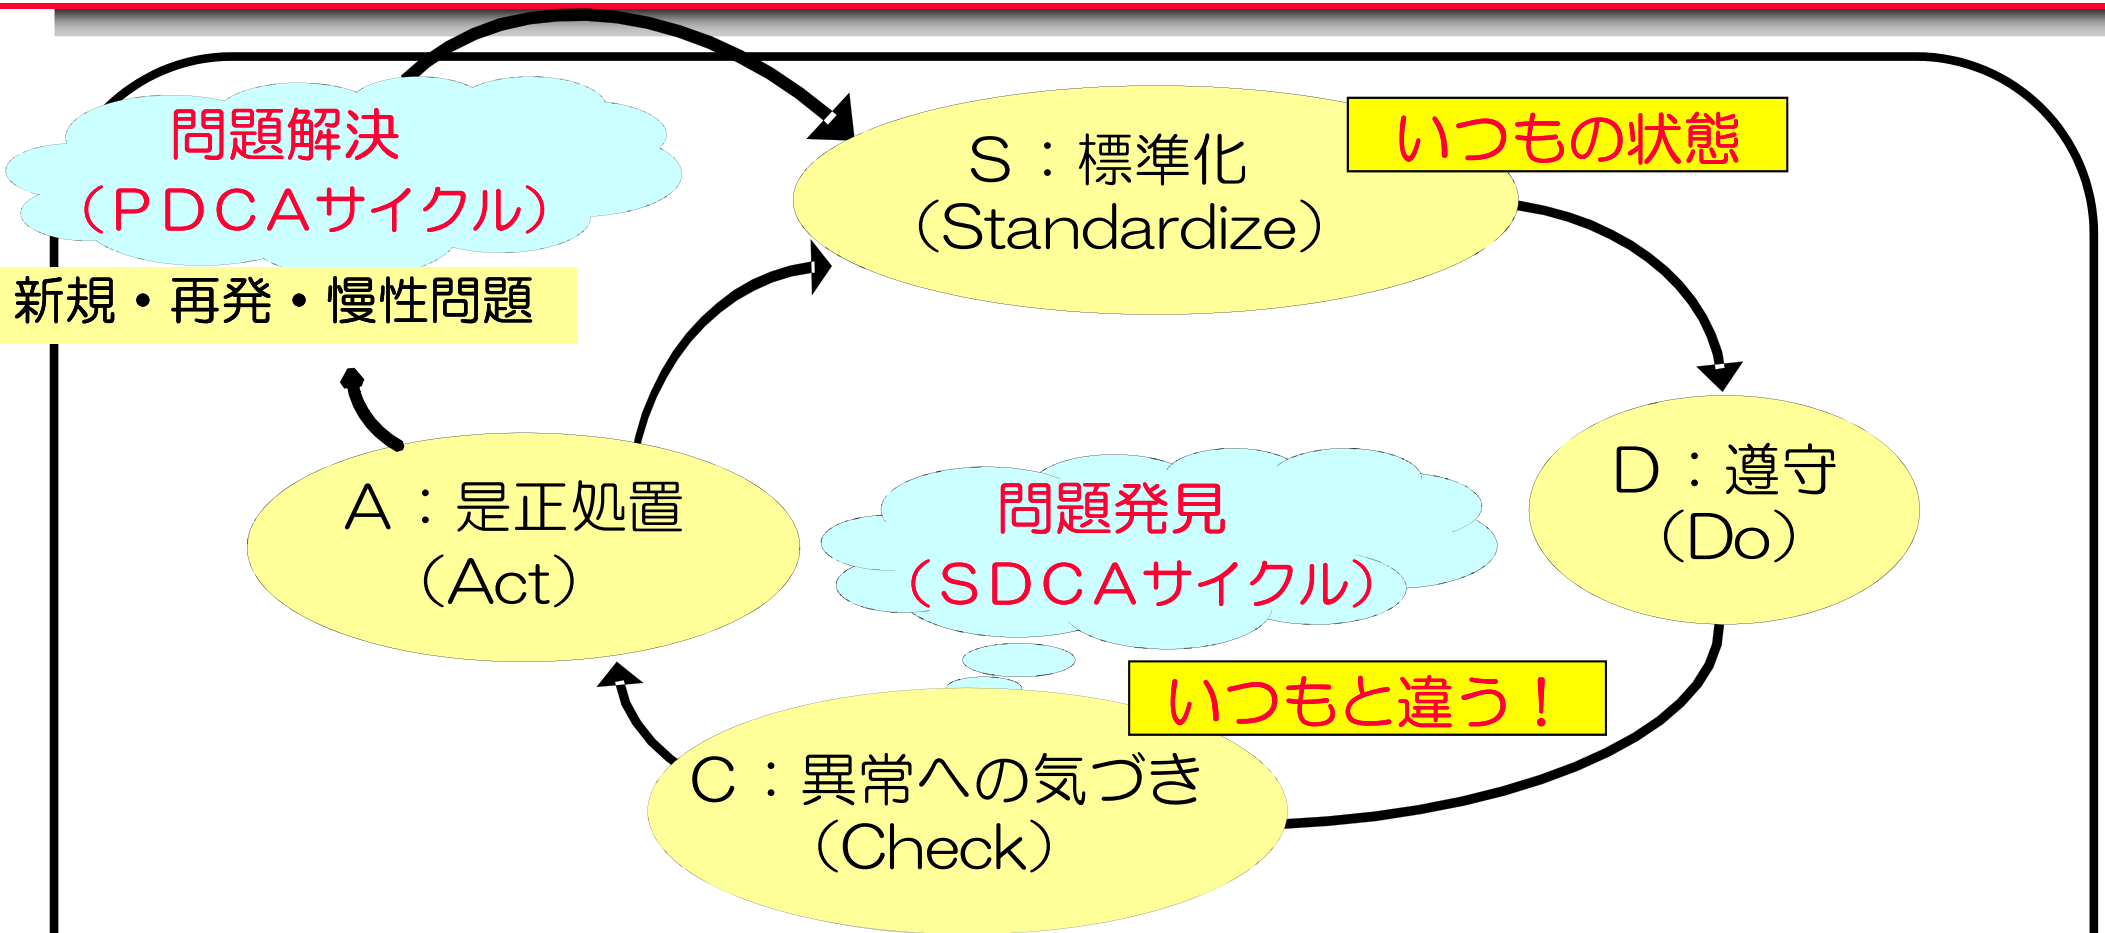 問題解決
（ＰＤＣＡサイクル）
新規・再発・慢性問題
Ｓ：標準化
（Standardize）
いつもの状態
Ｄ：遵守
（Do）
Ａ：是正処置
（Act）
問題発見
（ＳＤＣＡサイクル）
いつもと違う！
Ｃ：異常への気づき
（Check）